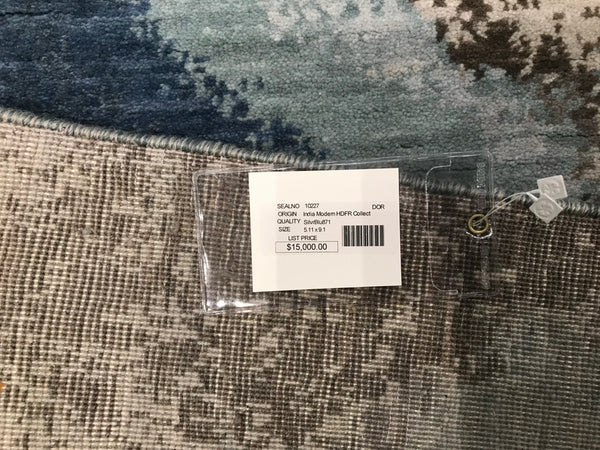 SEALNO 10227 DOR
ORIGIN India Modern HDFR Collect
QUALITY SilvrBlu871
SIZE 5.11 x 9.1
LIST PRICE
$15,000.00